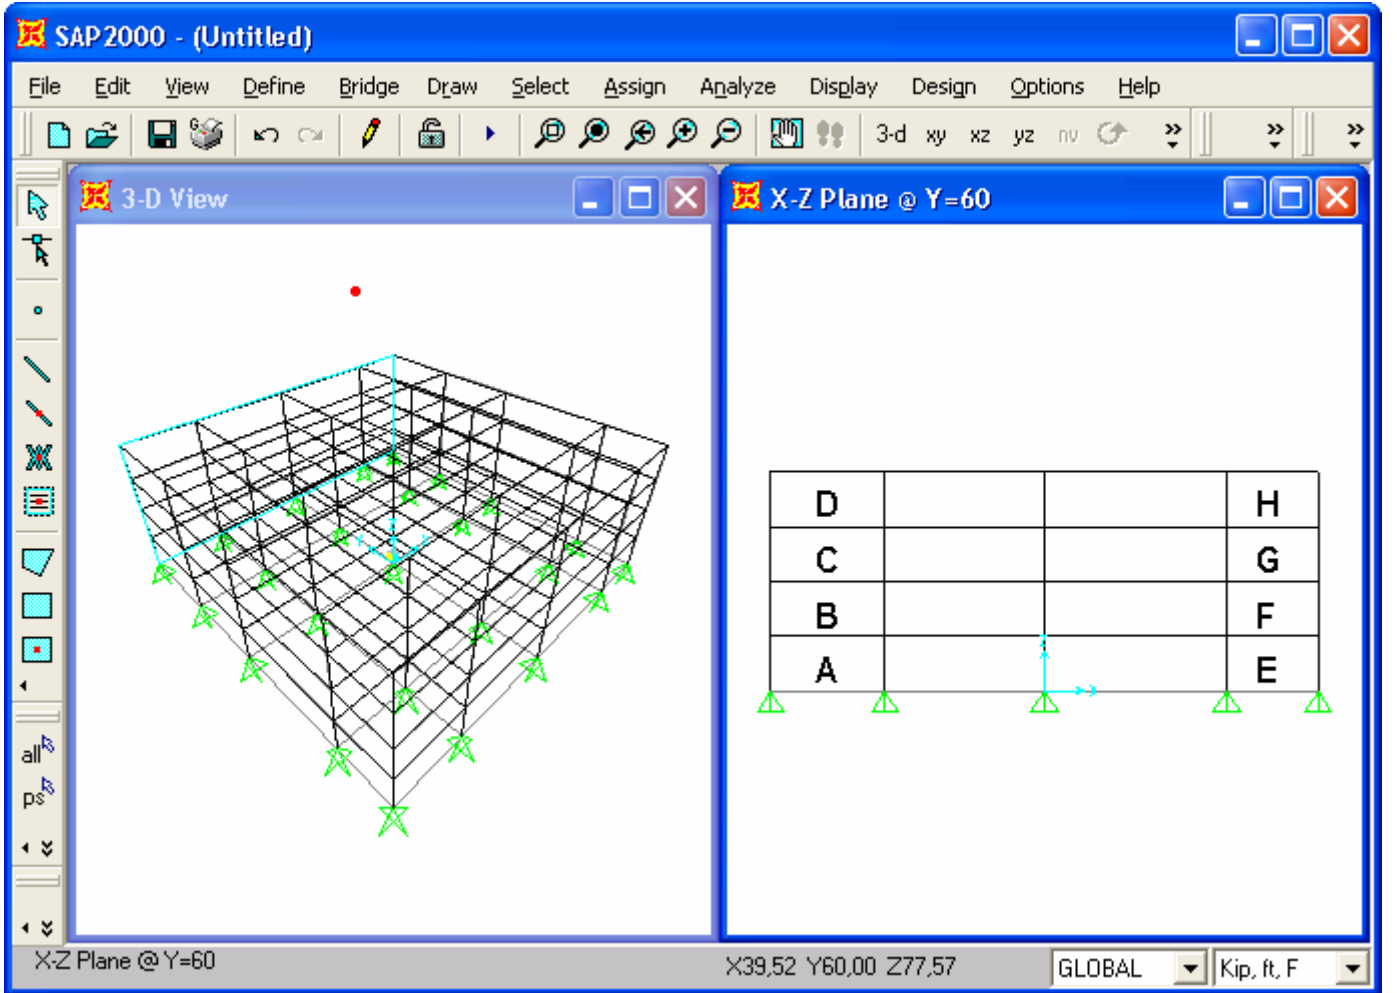 SAP2000 - (Untitled)
File Edit View Define Bridge Draw Select Assign Analyze Display Design Options Help
3-d xy xz yz nv
3-D View
X-Z Plane @ Y=60
D H
C G
B F
A E
Z
X
all
ps
X-Z Plane @ Y=60 X39,52 Y60,00 Z77,57 GLOBAL Kip, ft, F